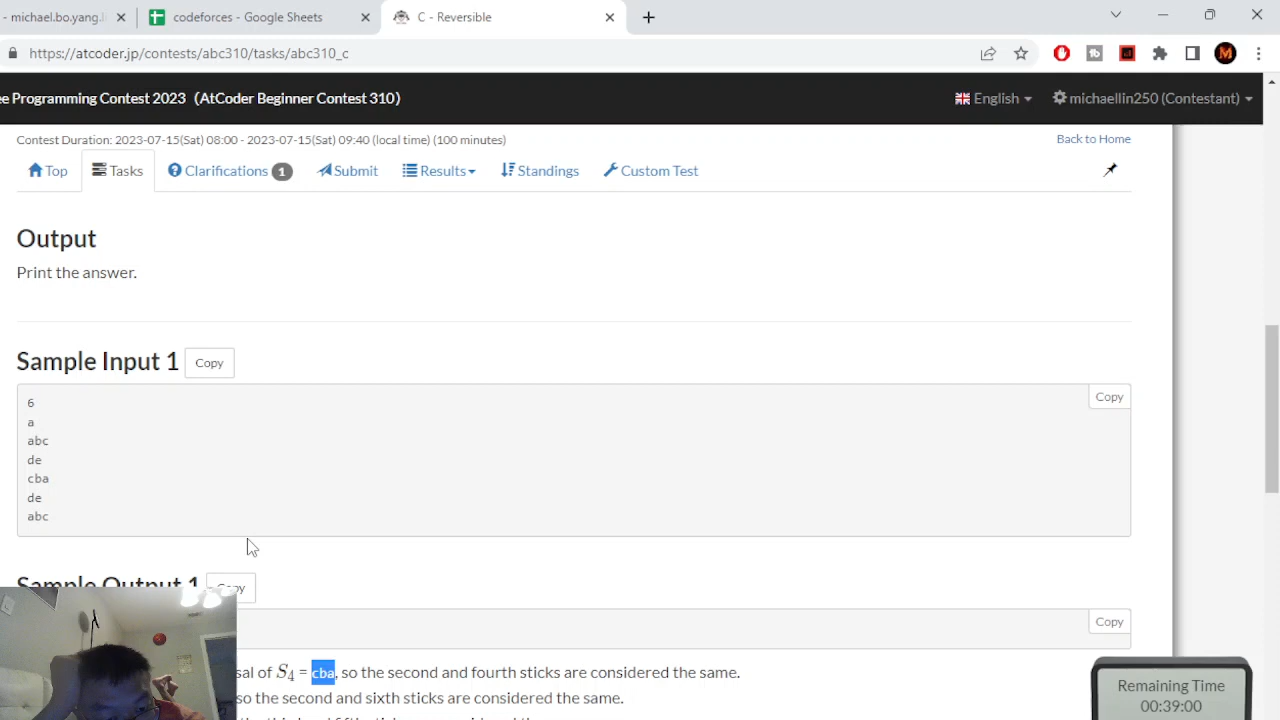 - michael.bo.yang.li
codeforces - Google Sheets
C - Reversible
https://atcoder.jp/contests/abc310/tasks/abc310_c
e Programming Contest 2023 (AtCoder Beginner Contest 310)
English
michaellin250 (Contestant)
Contest Duration: 2023-07-15(Sat) 08:00 - 2023-07-15(Sat) 09:40 (local time) (100 minutes)
Back to Home
Top
Tasks
Clarifications 1
Submit
Results
Standings
Custom Test
Output
Print the answer.
Sample Input 1
Copy
Copy
6
a
abc
de
cba
de
abc
Sample Output 1
Copy
Copy
sal of S4 = cba, so the second and fourth sticks are considered the same.
so the second and sixth sticks are considered the same.
Remaining Time
00:39:00